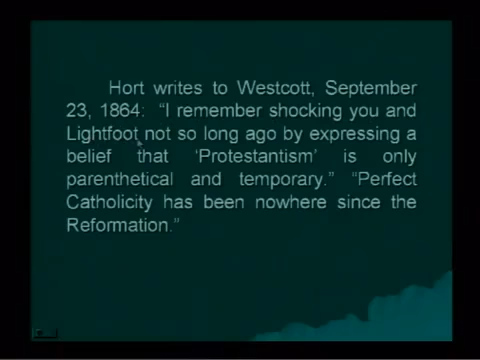 Hort writes to Westcott, September
23, 1864: “I remember shocking you and
Lightfoot not so long ago by expressing a
belief that ‘Protestantism’ is only
parenthetical and temporary.” “Perfect
Catholicity has been nowhere since the
Reformation.”